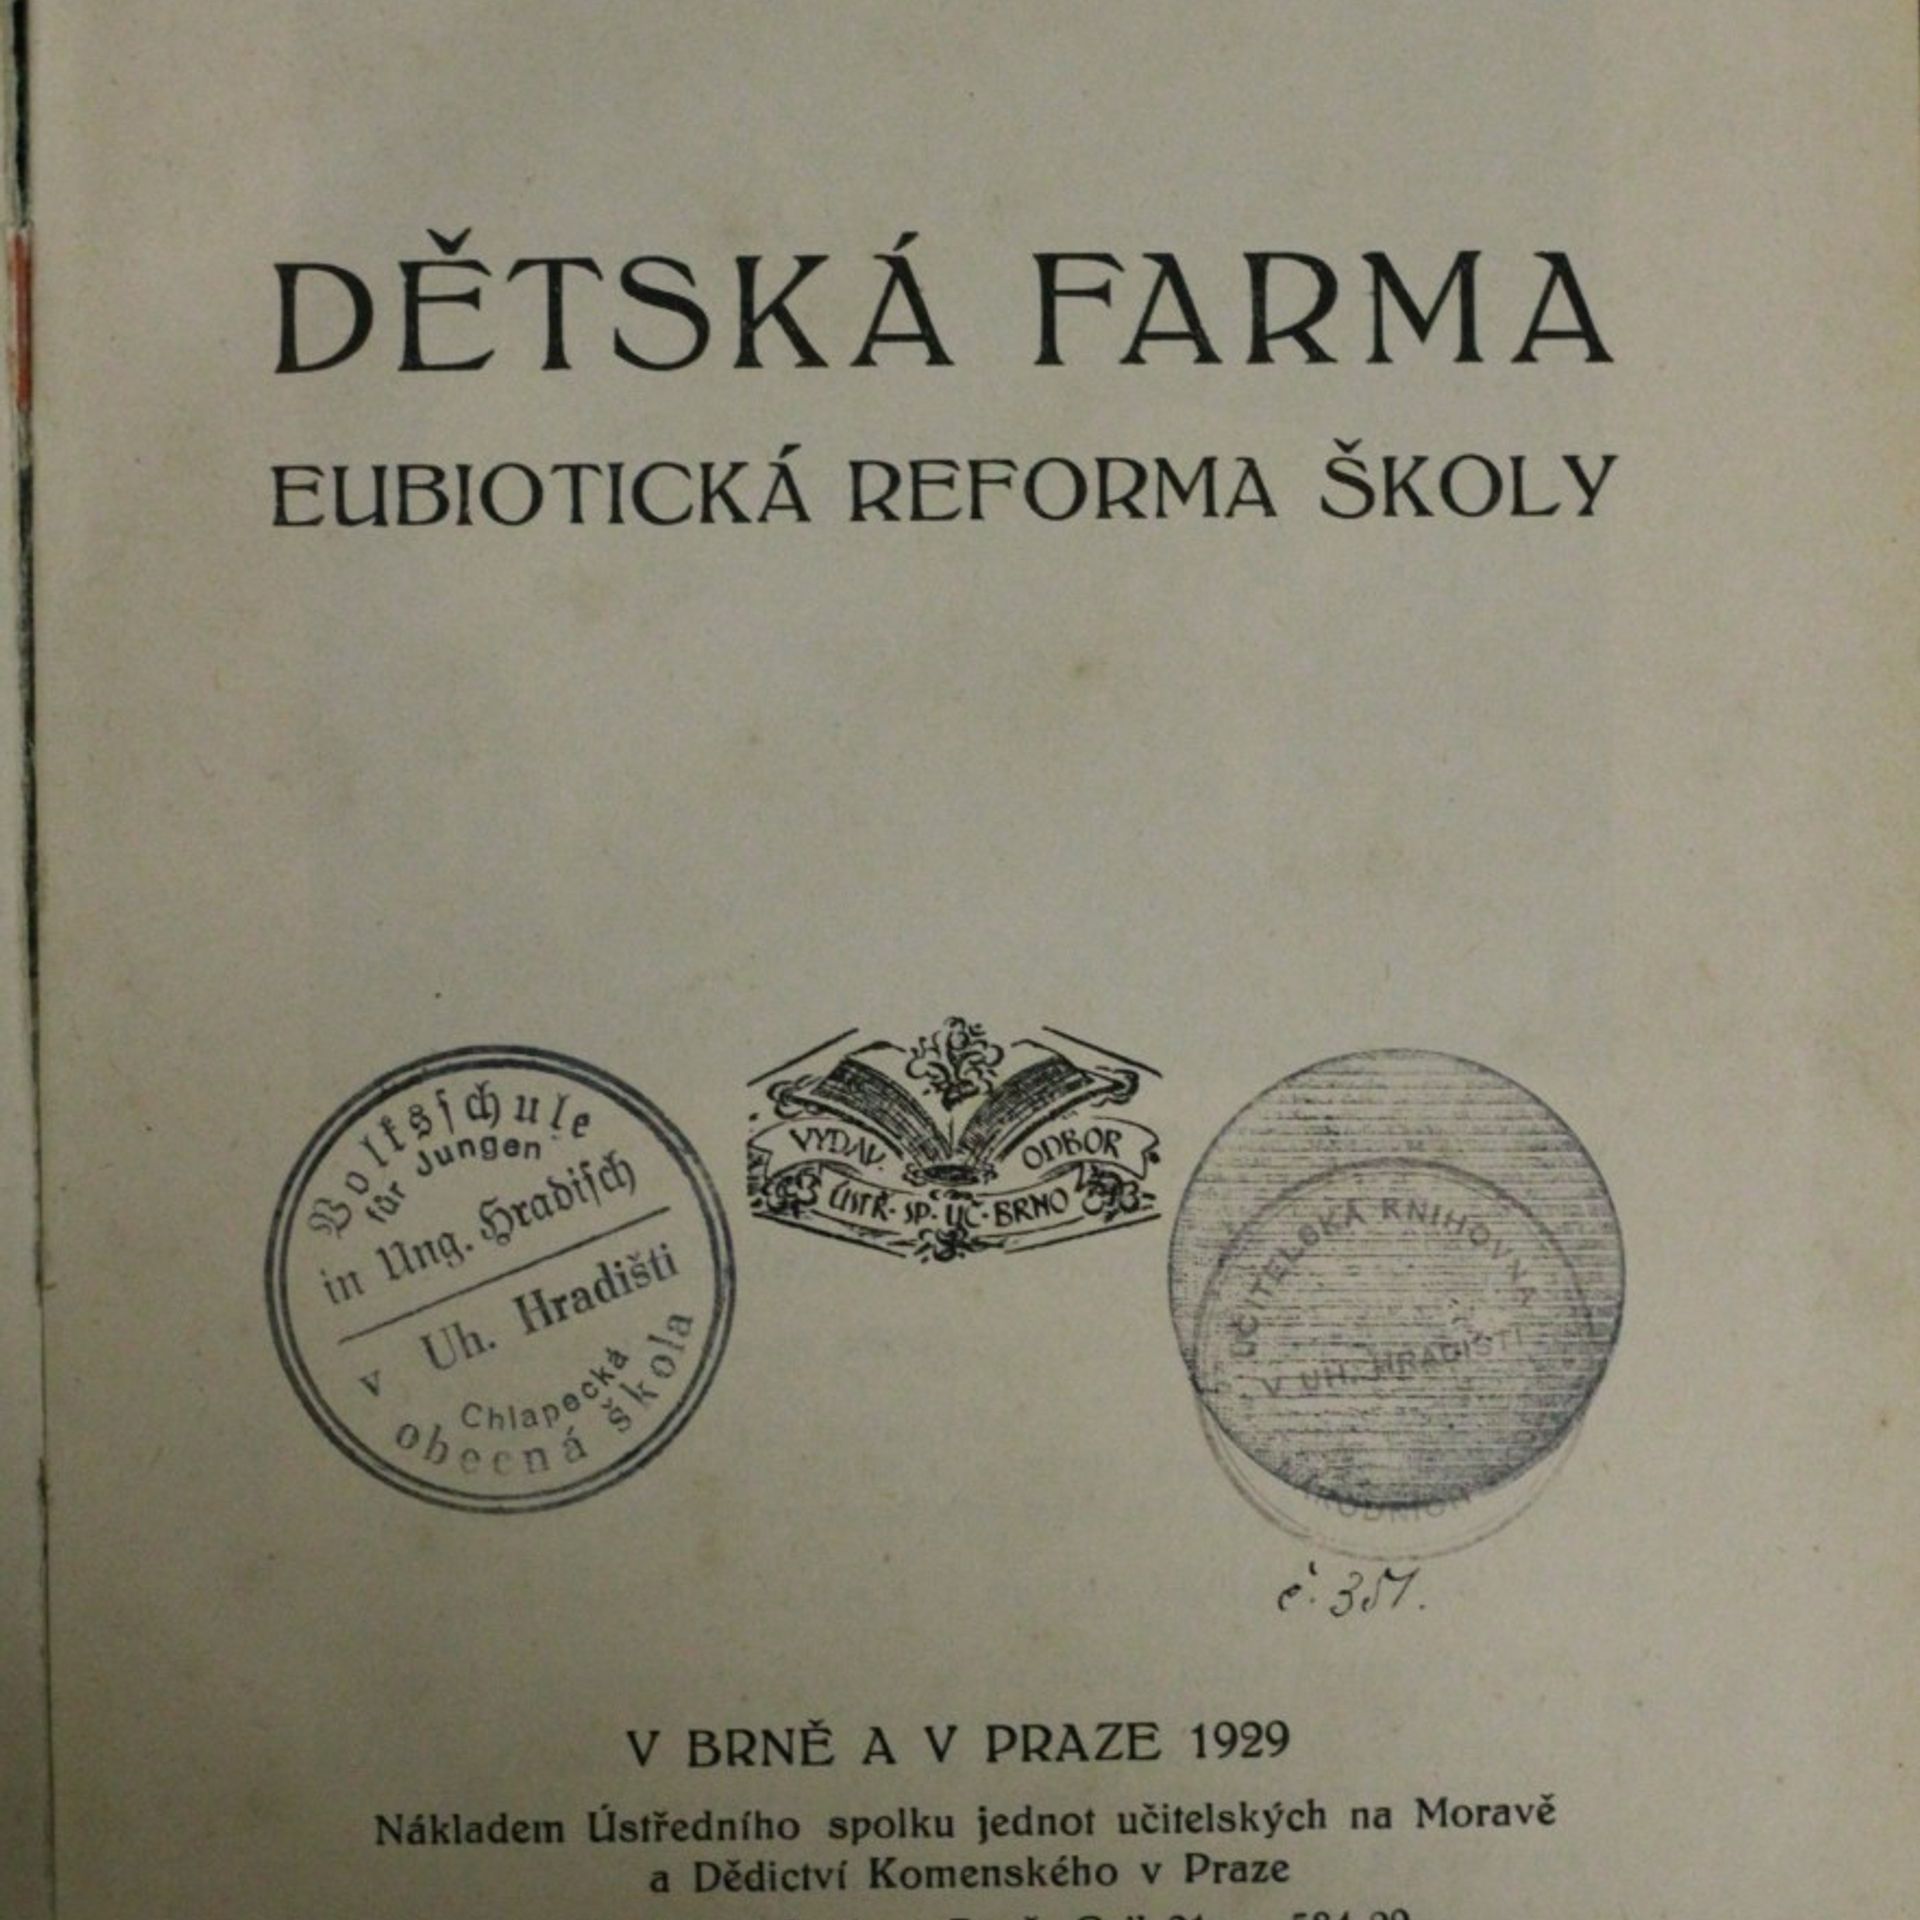 DĚTSKÁ FARMA
EUBIOTICKÁ REFORMA ŠKOLY
Volksschule
für Jungen
in Ung. Hradisch
v Uh. Hradišti
Chlapecká
obecná škola
VYDAV. ODBOR
ÚSTŘ. SP. UČ. BRNO
UČITELSKÁ KNIHOVNA
V UH. HRADIŠTI
č. 351.
V BRNĚ A V PRAZE 1929
Nákladem Ústředního spolku jednot učitelských na Moravě
a Dědictví Komenského v Praze